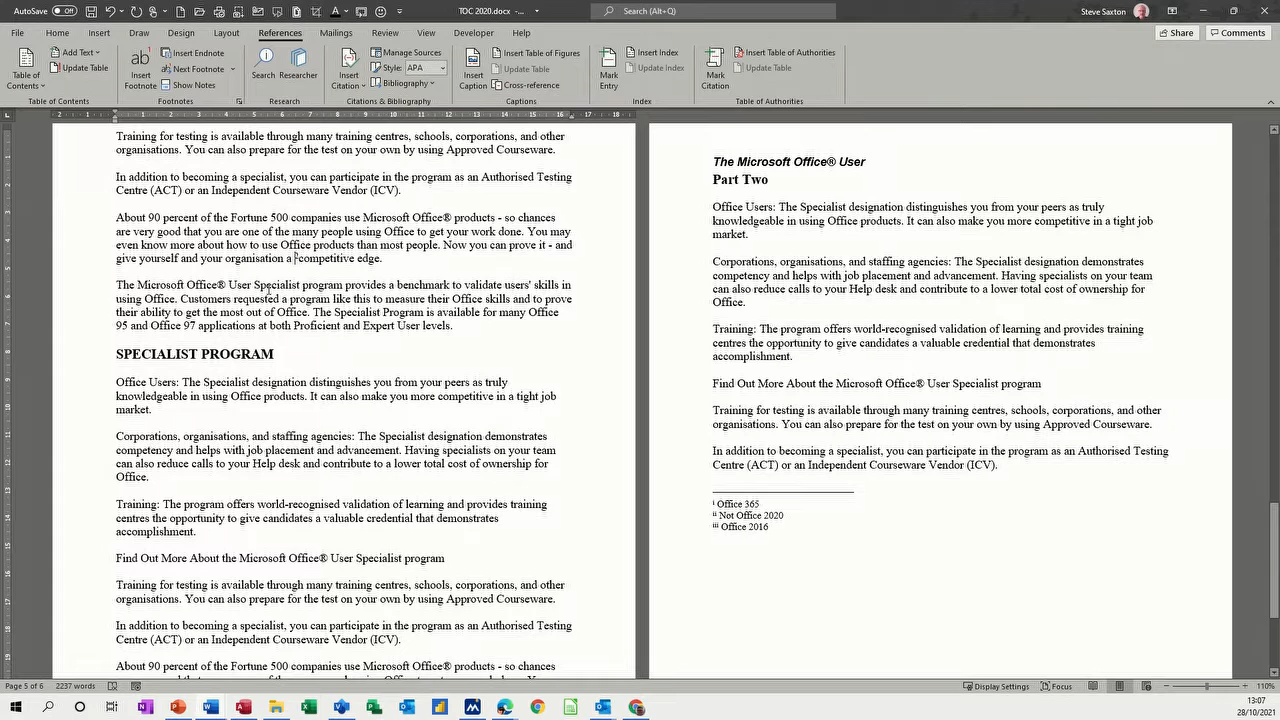 AutoSave Off TOC 2020.docx Search (Alt+Q) Steve Saxton
File Home Insert Draw Design Layout References Mailings Review View Developer Help Share Comments
Table of Contents Add Text Update Table
Insert Footnote ab Insert Endnote Next Footnote Show Notes
Search Researcher
Insert Citation Manage Sources Style: APA Bibliography
Insert Caption Insert Table of Figures Update Table Cross-reference
Mark Entry Insert Index Update Index
Mark Citation Insert Table of Authorities Update Table
Table of Contents Footnotes Research Citations & Bibliography Captions Index Table of Authorities
Training for testing is available through many training centres, schools, corporations, and other
organisations. You can also prepare for the test on your own by using Approved Courseware.
In addition to becoming a specialist, you can participate in the program as an Authorised Testing
Centre (ACT) or an Independent Courseware Vendor (ICV).
About 90 percent of the Fortune 500 companies use Microsoft Office® products - so chances
are very good that you are one of the many people using Office to get your work done. You may
even know more about how to use Office products than most people. Now you can prove it - and
give yourself and your organisation a competitive edge.
The Microsoft Office® User Specialist program provides a benchmark to validate users' skills in
using Office. Customers requested a program like this to measure their Office skills and to prove
their ability to get the most out of Office. The Specialist Program is available for many Office
95 and Office 97 applications at both Proficient and Expert User levels.
SPECIALIST PROGRAM
Office Users: The Specialist designation distinguishes you from your peers as truly
knowledgeable in using Office products. It can also make you more competitive in a tight job
market.
Corporations, organisations, and staffing agencies: The Specialist designation demonstrates
competency and helps with job placement and advancement. Having specialists on your team
can also reduce calls to your Help desk and contribute to a lower total cost of ownership for
Office.
Training: The program offers world-recognised validation of learning and provides training
centres the opportunity to give candidates a valuable credential that demonstrates
accomplishment.
Find Out More About the Microsoft Office® User Specialist program
Training for testing is available through many training centres, schools, corporations, and other
organisations. You can also prepare for the test on your own by using Approved Courseware.
In addition to becoming a specialist, you can participate in the program as an Authorised Testing
Centre (ACT) or an Independent Courseware Vendor (ICV).
About 90 percent of the Fortune 500 companies use Microsoft Office® products - so chances
The Microsoft Office® User
Part Two
Office Users: The Specialist designation distinguishes you from your peers as truly
knowledgeable in using Office products. It can also make you more competitive in a tight job
market.
Corporations, organisations, and staffing agencies: The Specialist designation demonstrates
competency and helps with job placement and advancement. Having specialists on your team
can also reduce calls to your Help desk and contribute to a lower total cost of ownership for
Office.
Training: The program offers world-recognised validation of learning and provides training
centres the opportunity to give candidates a valuable credential that demonstrates
accomplishment.
Find Out More About the Microsoft Office® User Specialist program
Training for testing is available through many training centres, schools, corporations, and other
organisations. You can also prepare for the test on your own by using Approved Courseware.
In addition to becoming a specialist, you can participate in the program as an Authorised Testing
Centre (ACT) or an Independent Courseware Vendor (ICV).
i Office 365
ii Not Office 2020
iii Office 2016
Page 5 of 6 2237 words Display Settings Focus 110%
13:07
28/10/2021